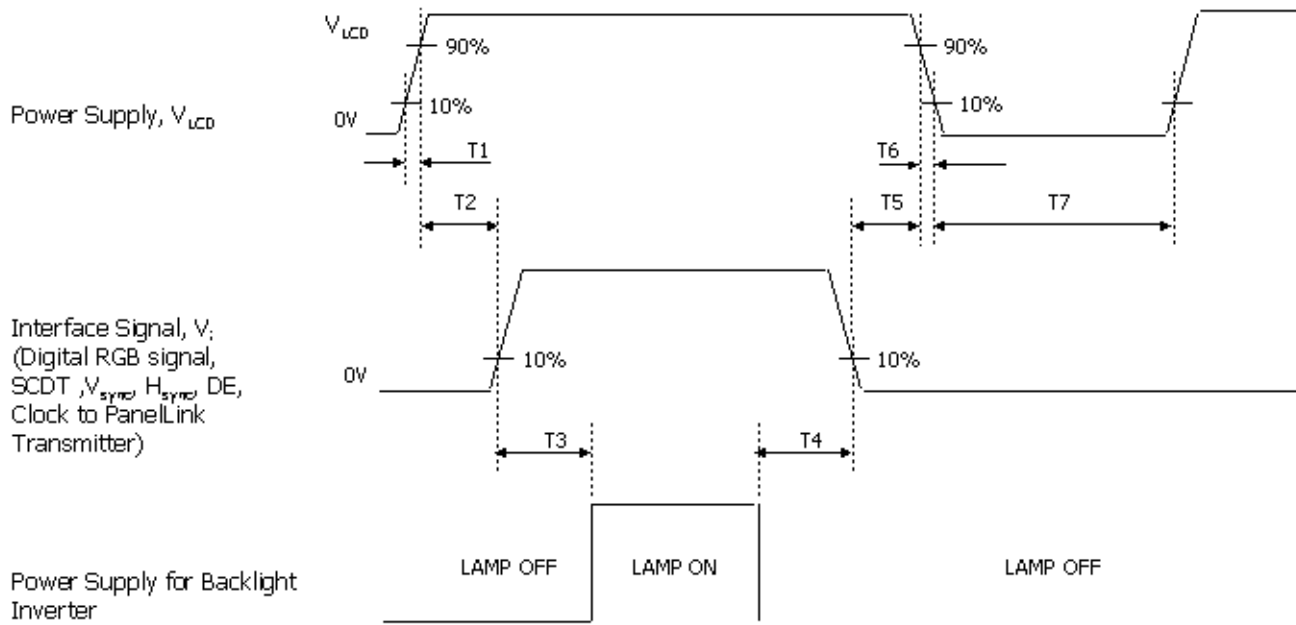 V LCD
90%
90%
10%
10%
Power Supply, V LCD
0V
T1
T6
T2
T5
T7
Interface Signal, Vi
(Digital RGB signal,
SCDT ,Vsync, Hsync, DE,
Clock to PanelLink
Transmitter)
10%
10%
0V
T3
T4
LAMP OFF
LAMP ON
LAMP OFF
Power Supply for Backlight
Inverter